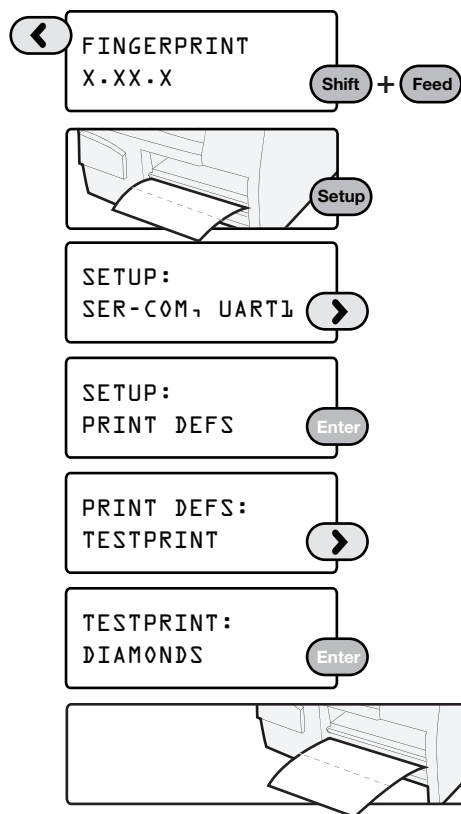 FINGERPRINT
X.XX.X
Shift + Feed
Setup
SETUP:
SER-COM, UART1
SETUP:
PRINT DEFS
Enter
PRINT DEFS:
TESTPRINT
TESTPRINT:
DIAMONDS
Enter